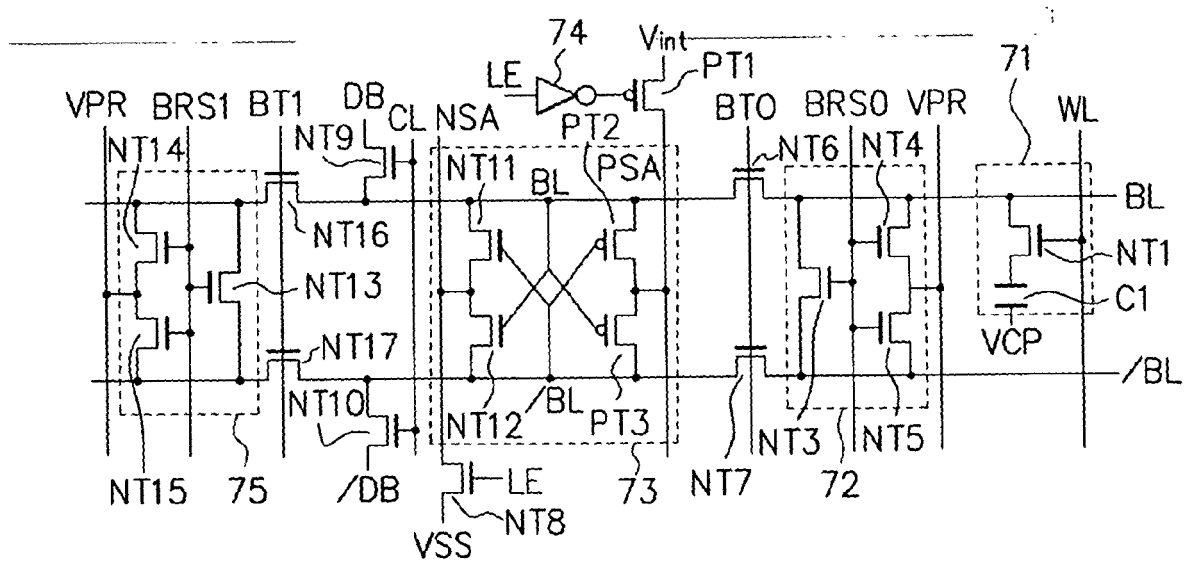 74
Vint
71
LE
PT1
VPR
BRS1
BT1
DB
CL
NSA
PT2
BT0
BRS0
VPR
WL
NT14
NT9
NT11
BL
PSA
NT6
NT4
BL
NT16
NT1
NT13
C1
VCP
NT17
/BL
/BL
NT10
NT12
PT3
NT3
NT5
NT15
75
/DB
LE
73
NT7
72
NT8
VSS